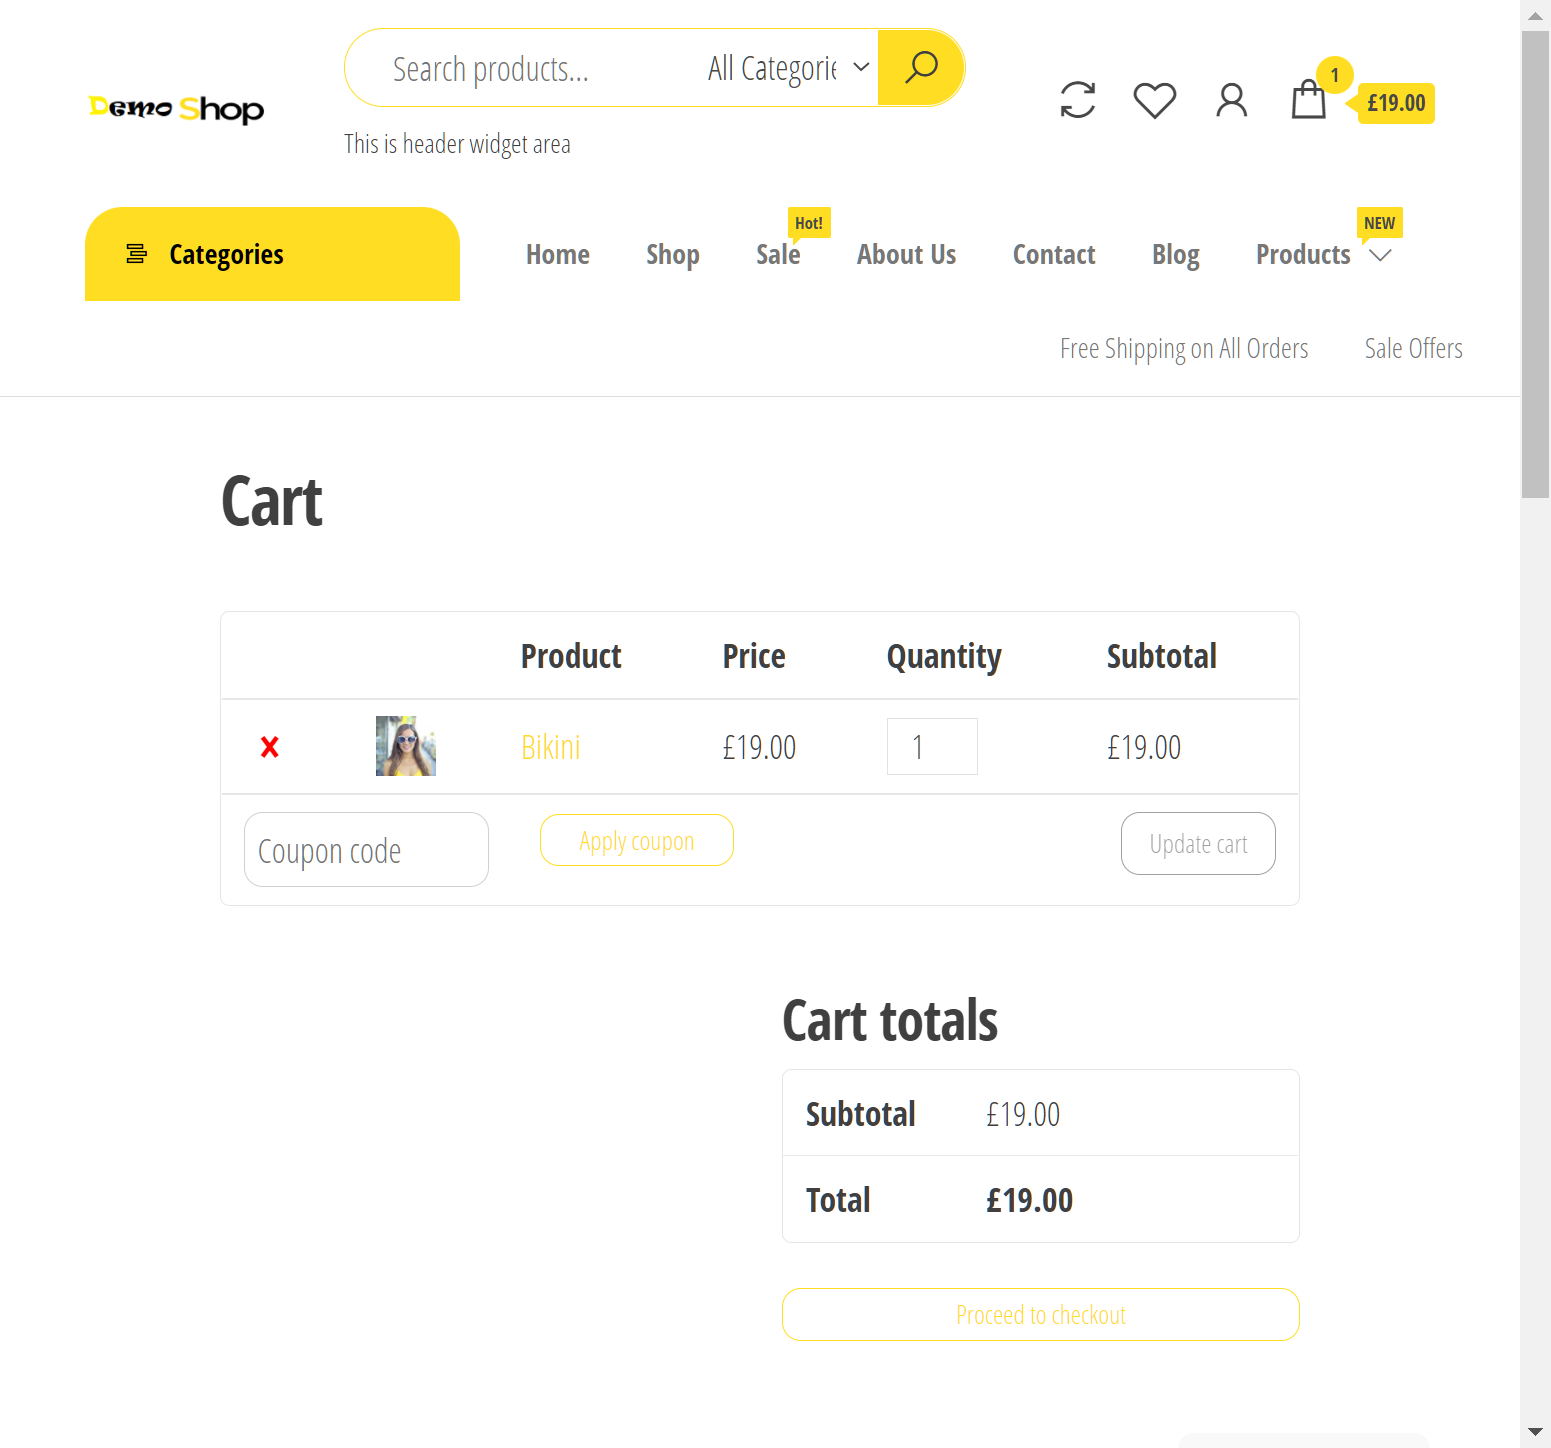 Demo Shop
Search products...
All Categorie
This is header widget area
1
£19.00
Categories
Home
Shop
Sale
Hot!
About Us
Contact
Blog
Products
NEW
Free Shipping on All Orders
Sale Offers
Cart
Product Price Quantity Subtotal
Bikini £19.00 1 £19.00
Coupon code
Apply coupon
Update cart
Cart totals
Subtotal £19.00
Total £19.00
Proceed to checkout